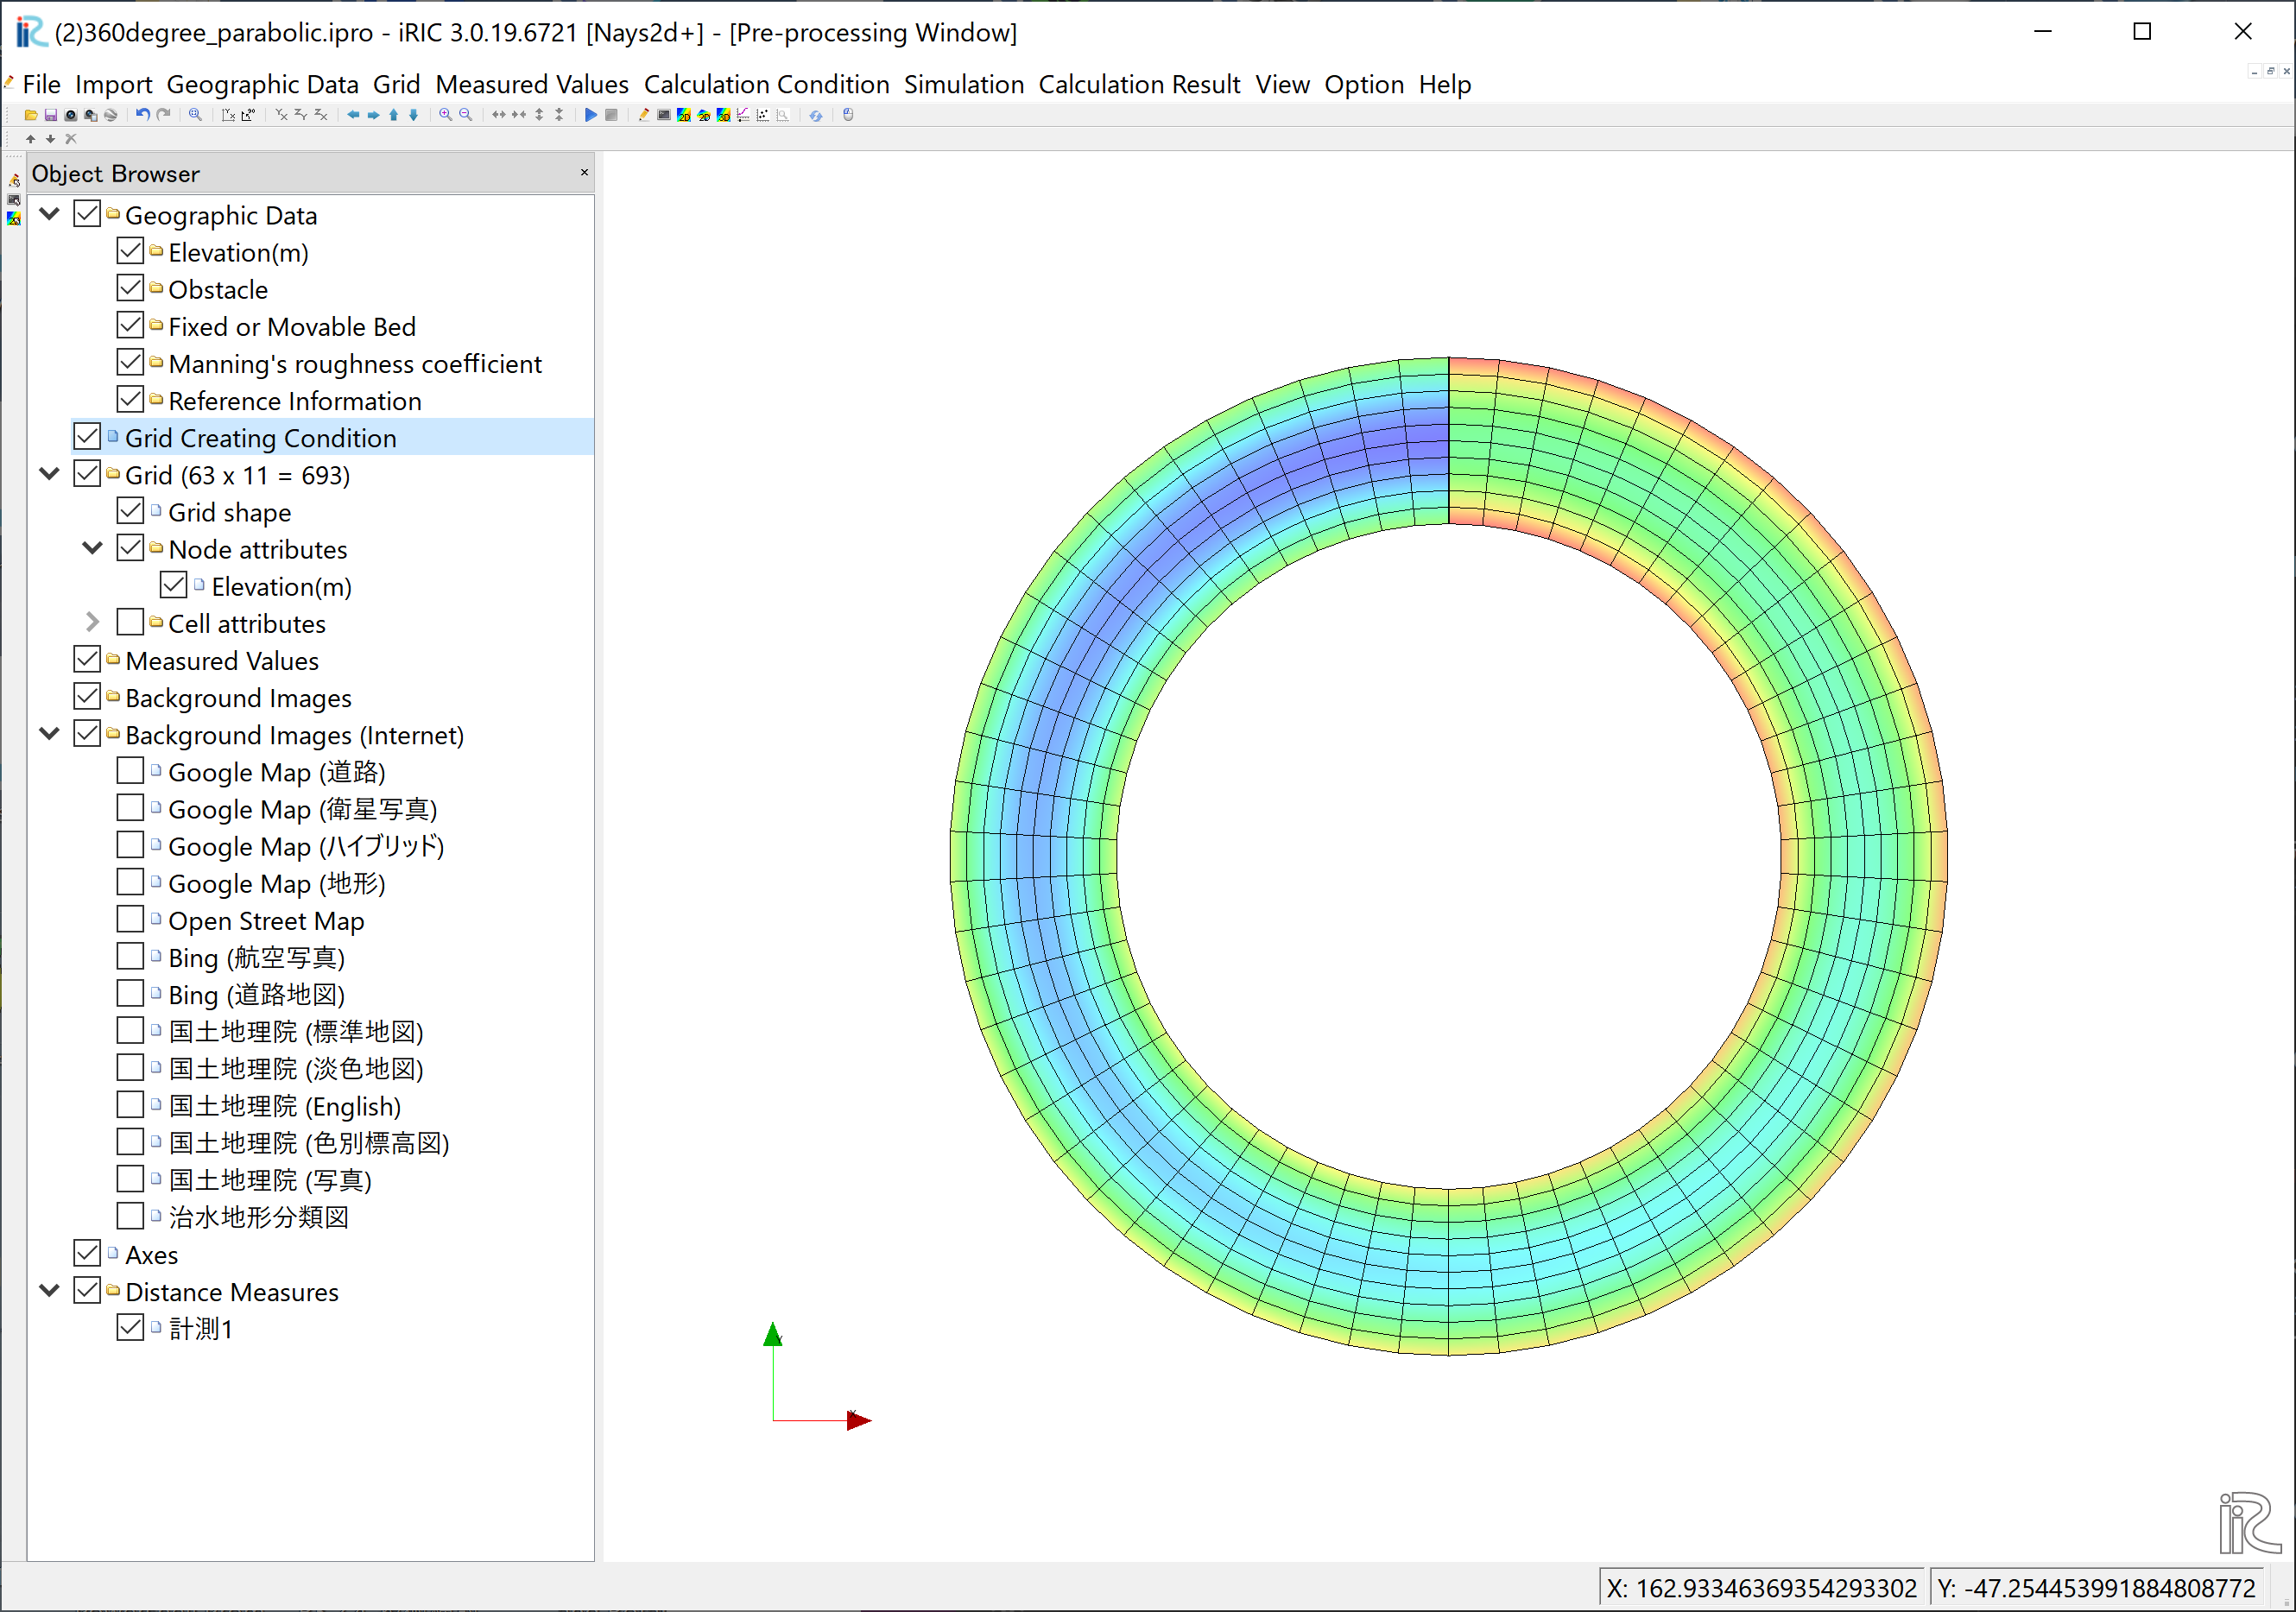 (2)360degree_parabolic.ipro - iRIC 3.0.19.6721 [Nays2d+] - [Pre-processing Window]
File Import Geographic Data Grid Measured Values Calculation Condition Simulation Calculation Result View Option Help
Object Browser
Geographic Data
Elevation(m)
Obstacle
Fixed or Movable Bed
Manning's roughness coefficient
Reference Information
Grid Creating Condition
Grid (63 x 11 = 693)
Grid shape
Node attributes
Elevation(m)
Cell attributes
Measured Values
Background Images
Background Images (Internet)
Google Map (道路)
Google Map (衛星写真)
Google Map (ハイブリッド)
Google Map (地形)
Open Street Map
Bing (航空写真)
Bing (道路地図)
国土地理院 (標準地図)
国土地理院 (淡色地図)
国土地理院 (English)
国土地理院 (色別標高図)
国土地理院 (写真)
治水地形分類図
Axes
Distance Measures
計測1
Y
X
iRIC
X: 162.93346369354293302 Y: -47.254453991884808772